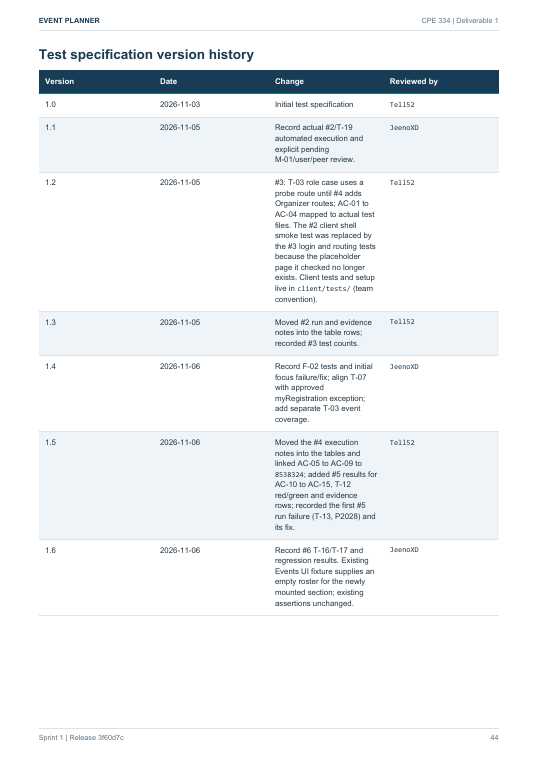 EVENT PLANNER
CPE 334 | Deliverable 1
Test specification version history
Version Date Change Reviewed by
1.0 2026-11-03 Initial test specification Tell52
1.1 2026-11-05 Record actual #2/T-19 JeenoXD
automated execution and
explicit pending
M-01/user/peer review.
1.2 2026-11-05 #3: T-03 role case uses a Tell52
probe route until #4 adds
Organizer routes; AC-01 to
AC-04 mapped to actual test
files. The #2 client shell
smoke test was replaced by
the #3 login and routing tests
because the placeholder
page it checked no longer
exists. Client tests and setup
live in client/tests/ (team
convention).
1.3 2026-11-05 Moved #2 run and evidence Tell52
notes into the table rows;
recorded #3 test counts.
1.4 2026-11-06 Record F-02 tests and initial JeenoXD
focus failure/fix; align T-07
with approved
myRegistration exception;
add separate T-03 event
coverage.
1.5 2026-11-06 Moved the #4 execution Tell52
notes into the tables and
linked AC-05 to AC-09 to
8538324; added #5 results for
AC-10 to AC-15, T-12
red/green and evidence
rows; recorded the first #5
run failure (T-13, P2028) and
its fix.
1.6 2026-11-06 Record #6 T-16/T-17 and JeenoXD
regression results. Existing
Events UI fixture supplies an
empty roster for the newly
mounted section; existing
assertions unchanged.
Sprint 1 | Release 3f60d7c
44